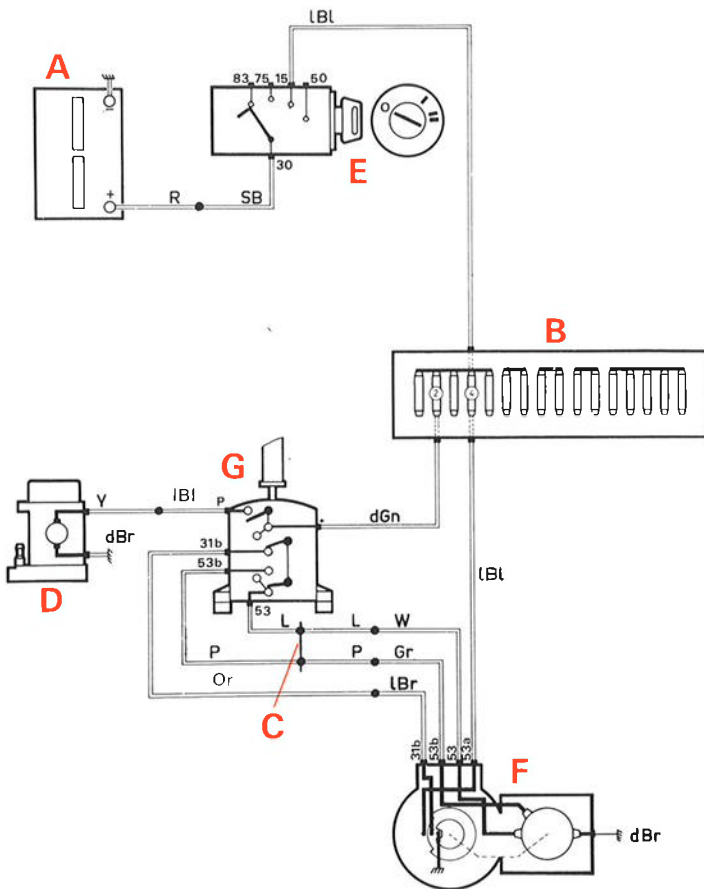 lBl
A
83 75 15 50
O I II
30
E
−
+
R SB
B
2 4
G
Y lBl P
dBr
+ dGn
D
31b
53b
53
lBl
L L W
P P Gr
Or
lBr
C
31b 53b 53 53a
F
dBr